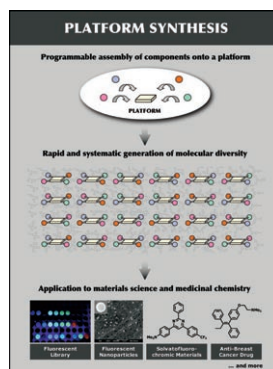 PLATFORM SYNTHESIS
Programmable assembly of components onto a platform
PLATFORM
Rapid and systematic generation of molecular diversity
Application to materials science and medicinal chemistry
Fluorescent
Library
Fluorescent
Nanoparticles
Solvatofluoro-
chromic Materials
Anti-Breast
Cancer Drug
... and more